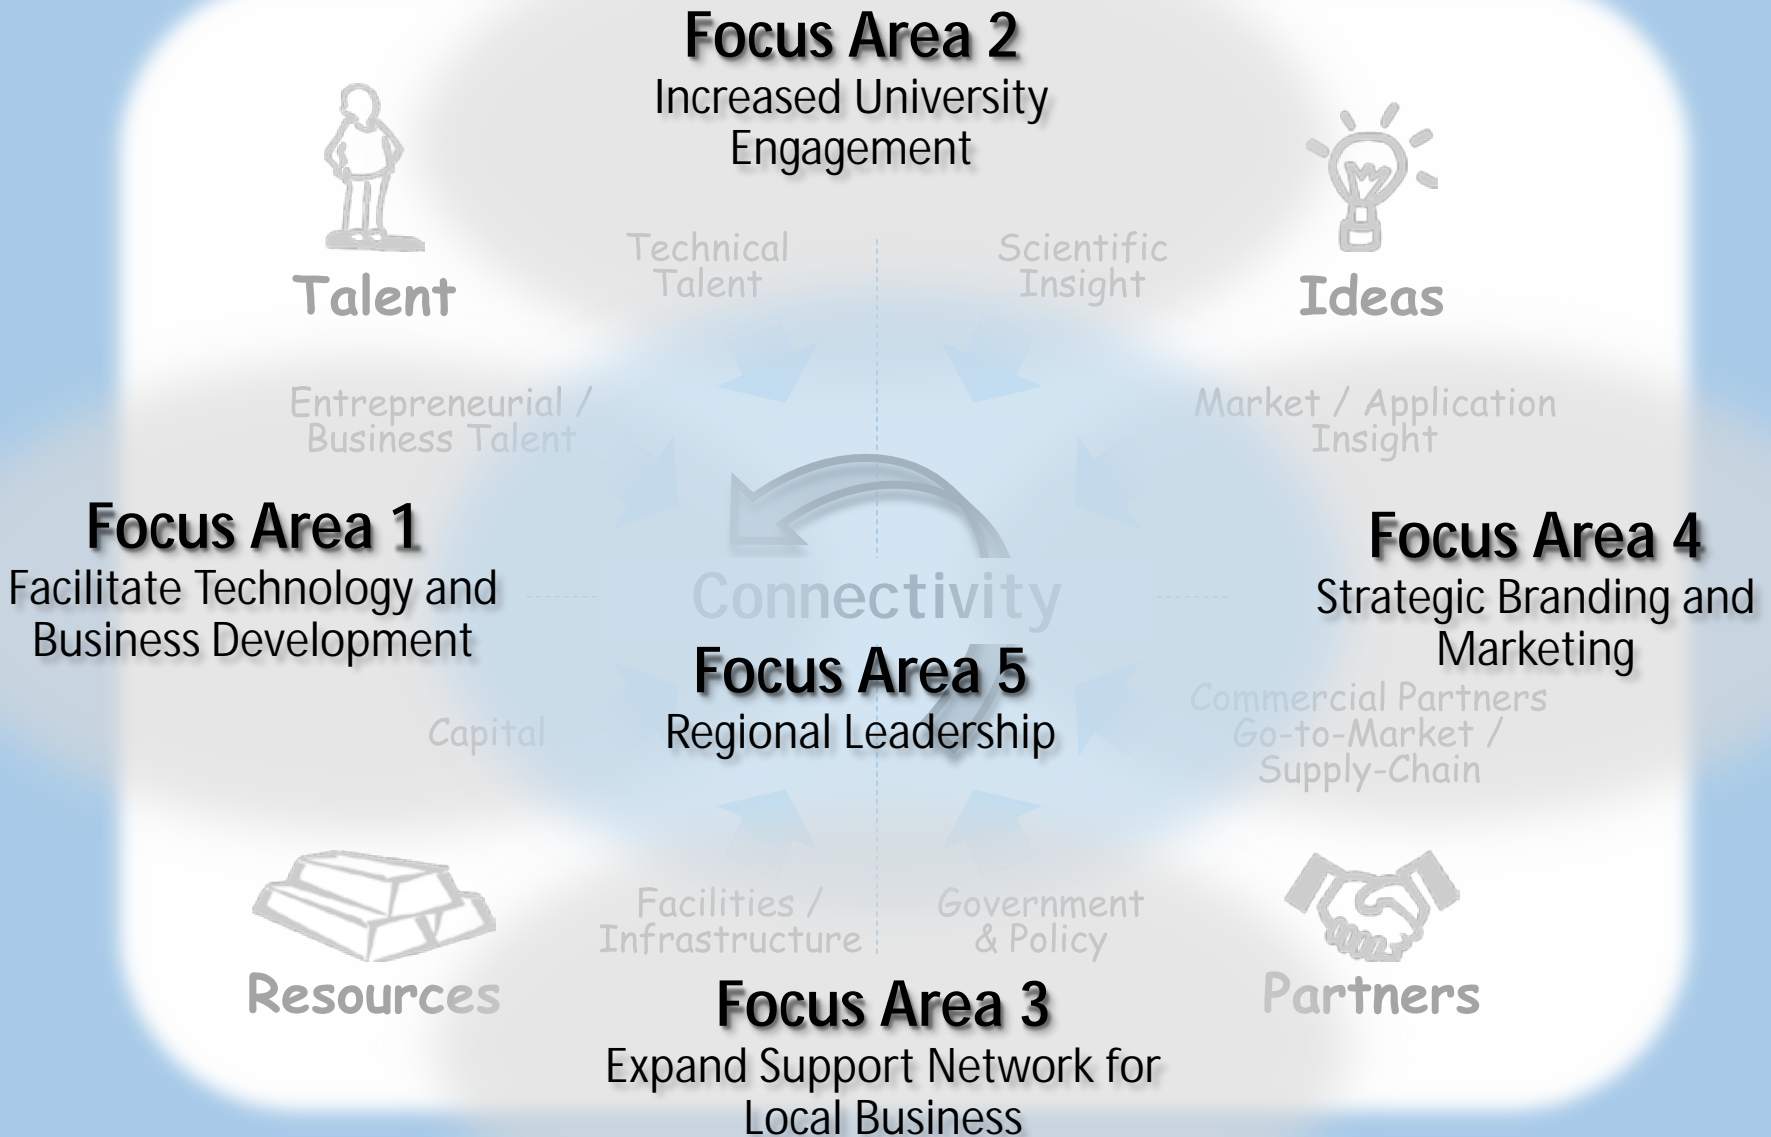 Focus Area 2
Increased University
Engagement
Technical
Talent
Scientific
Insight
Talent
Ideas
Entrepreneurial /
Business Talent
Market / Application
Insight
Focus Area 1
Facilitate Technology and
Business Development
Connectivity
Focus Area 4
Strategic Branding and
Marketing
Focus Area 5
Regional Leadership
Capital
Commercial Partners
Go-to-Market /
Supply-Chain
Facilities /
Infrastructure
Government
& Policy
Resources
Partners
Focus Area 3
Expand Support Network for
Local Business